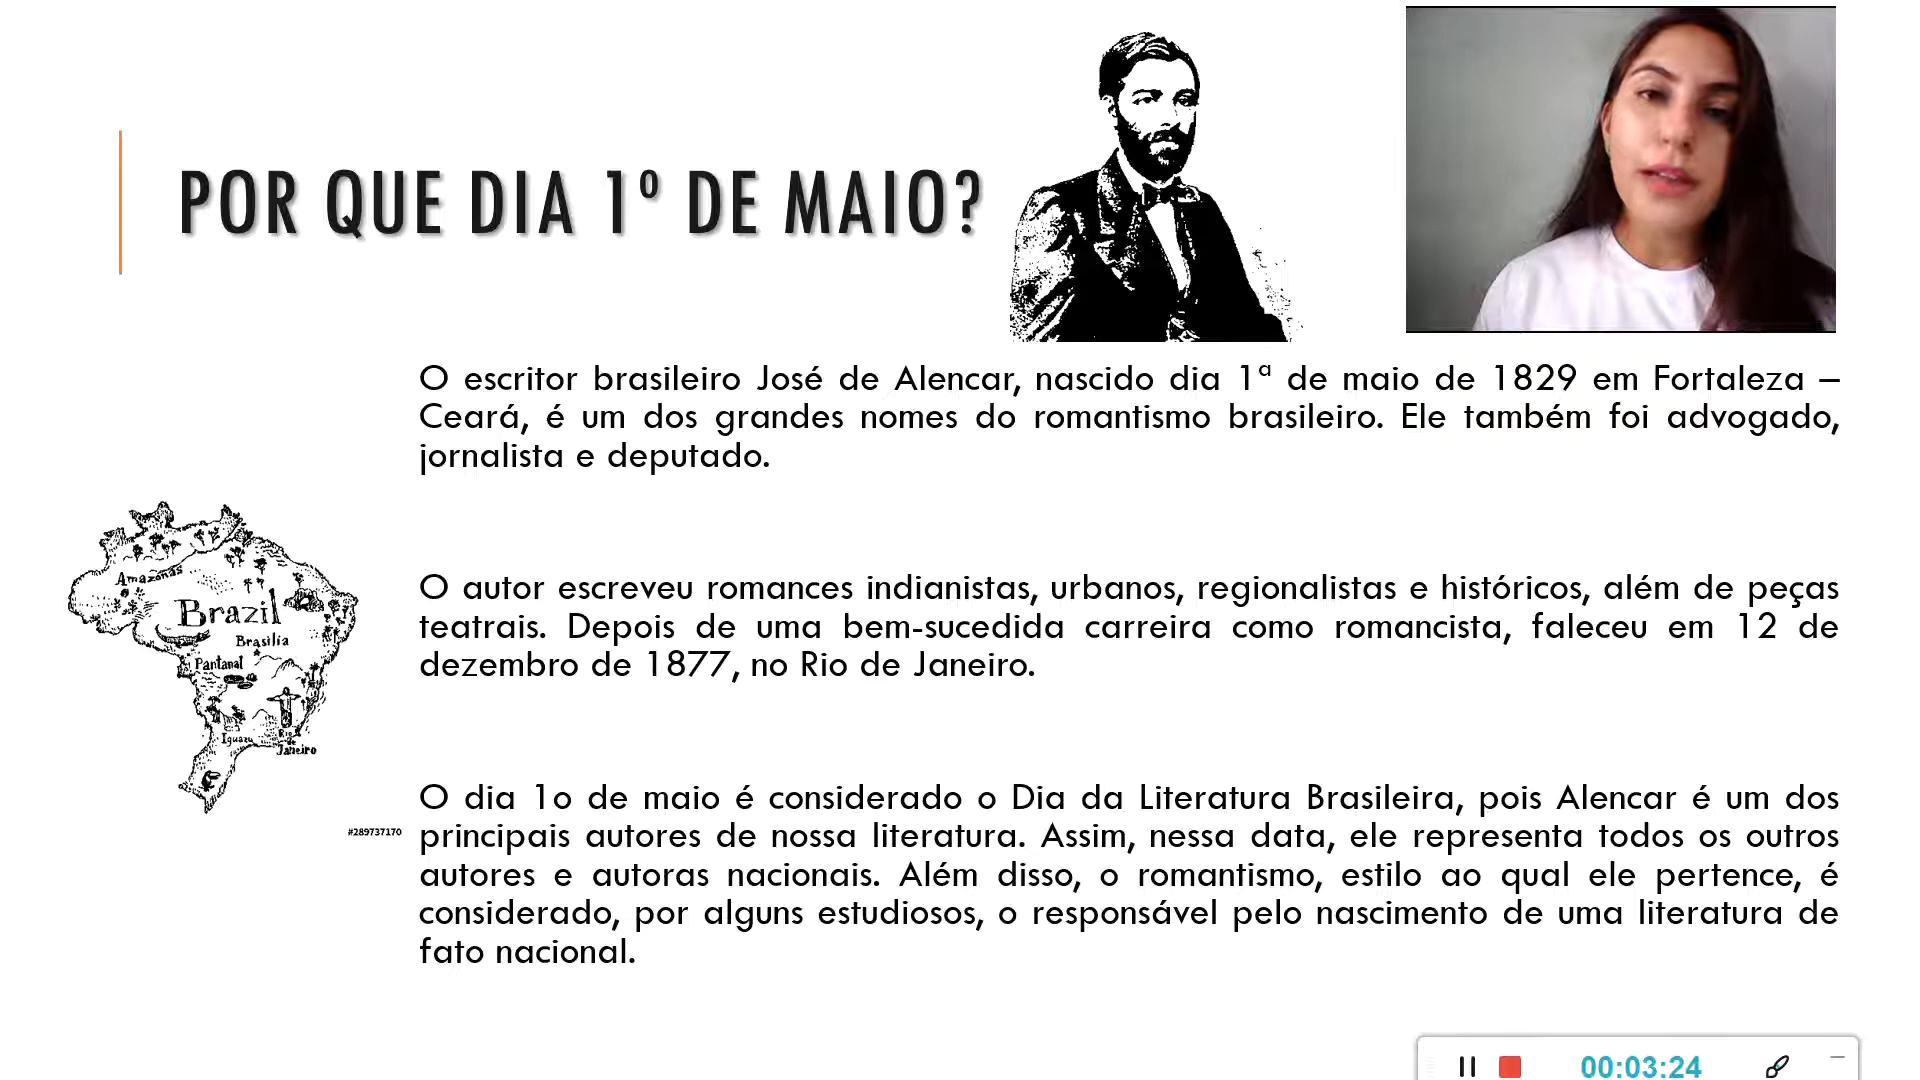 POR QUE DIA 1º DE MAIO?
O escritor brasileiro José de Alencar, nascido dia 1ª de maio de 1829 em Fortaleza –
Ceará, é um dos grandes nomes do romantismo brasileiro. Ele também foi advogado,
jornalista e deputado.
Amazonas
Brazil
Brasilia
Pantanal
Iguazu
Rio
de
Janeiro
#289737170
O autor escreveu romances indianistas, urbanos, regionalistas e históricos, além de peças
teatrais. Depois de uma bem-sucedida carreira como romancista, faleceu em 12 de
dezembro de 1877, no Rio de Janeiro.
O dia 1o de maio é considerado o Dia da Literatura Brasileira, pois Alencar é um dos
principais autores de nossa literatura. Assim, nessa data, ele representa todos os outros
autores e autoras nacionais. Além disso, o romantismo, estilo ao qual ele pertence, é
considerado, por alguns estudiosos, o responsável pelo nascimento de uma literatura de
fato nacional.
00:03:24